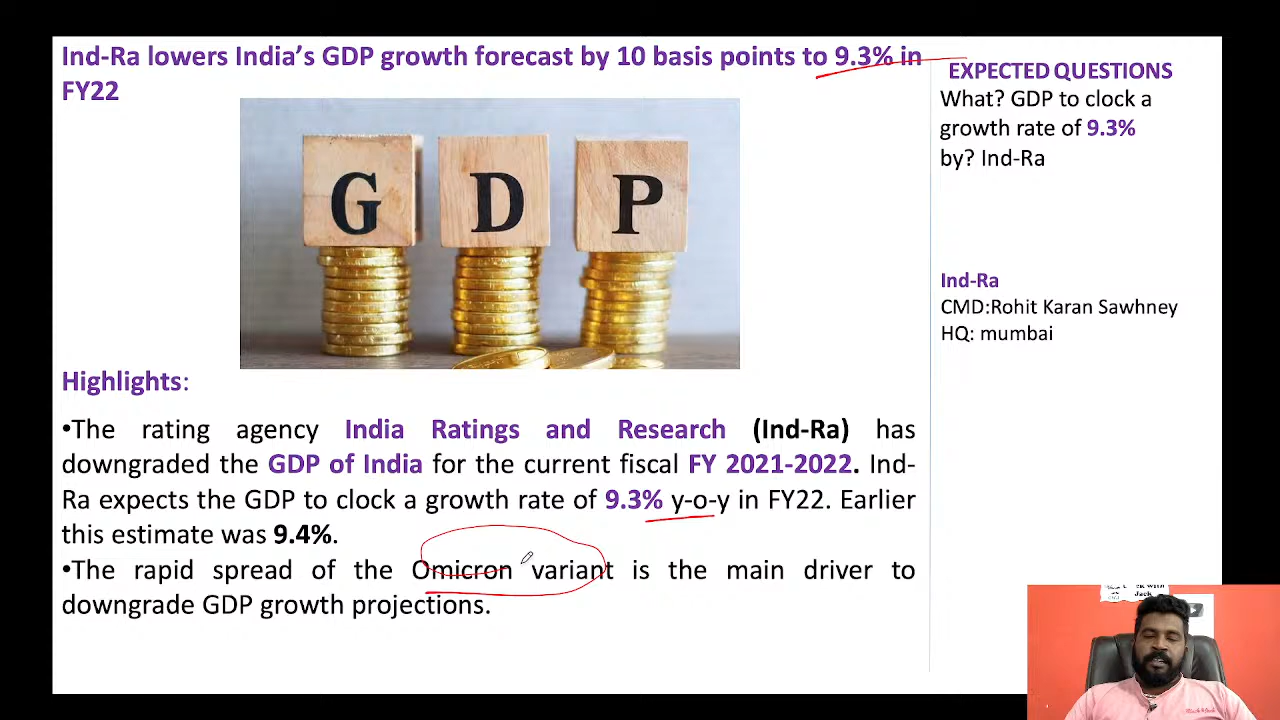 Ind-Ra lowers India's GDP growth forecast by 10 basis points to 9.3% in
FY22
G D P
Highlights:
•The rating agency India Ratings and Research (Ind-Ra) has
downgraded the GDP of India for the current fiscal FY 2021-2022. Ind-
Ra expects the GDP to clock a growth rate of 9.3% y-o-y in FY22. Earlier
this estimate was 9.4%.
•The rapid spread of the Omicron variant is the main driver to
downgrade GDP growth projections.
EXPECTED QUESTIONS
What? GDP to clock a
growth rate of 9.3%
by? Ind-Ra
Ind-Ra
CMD:Rohit Karan Sawhney
HQ: mumbai
Jack